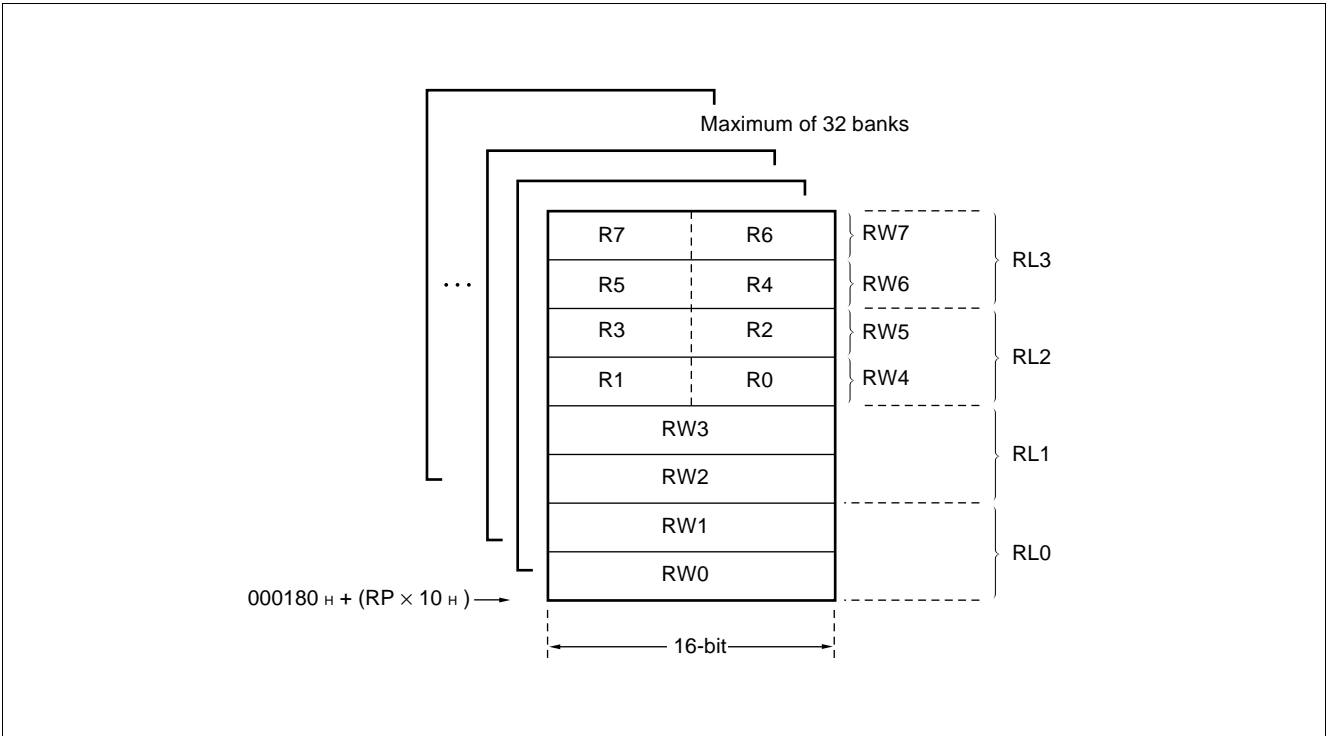 Maximum of 32 banks
R7 R6 RW7
RL3
. . . R5 R4 RW6
R3 R2 RW5
RL2
R1 R0 RW4
RW3
RL1
RW2
RW1
RL0
RW0
000180 H + (RP × 10 H )
16-bit